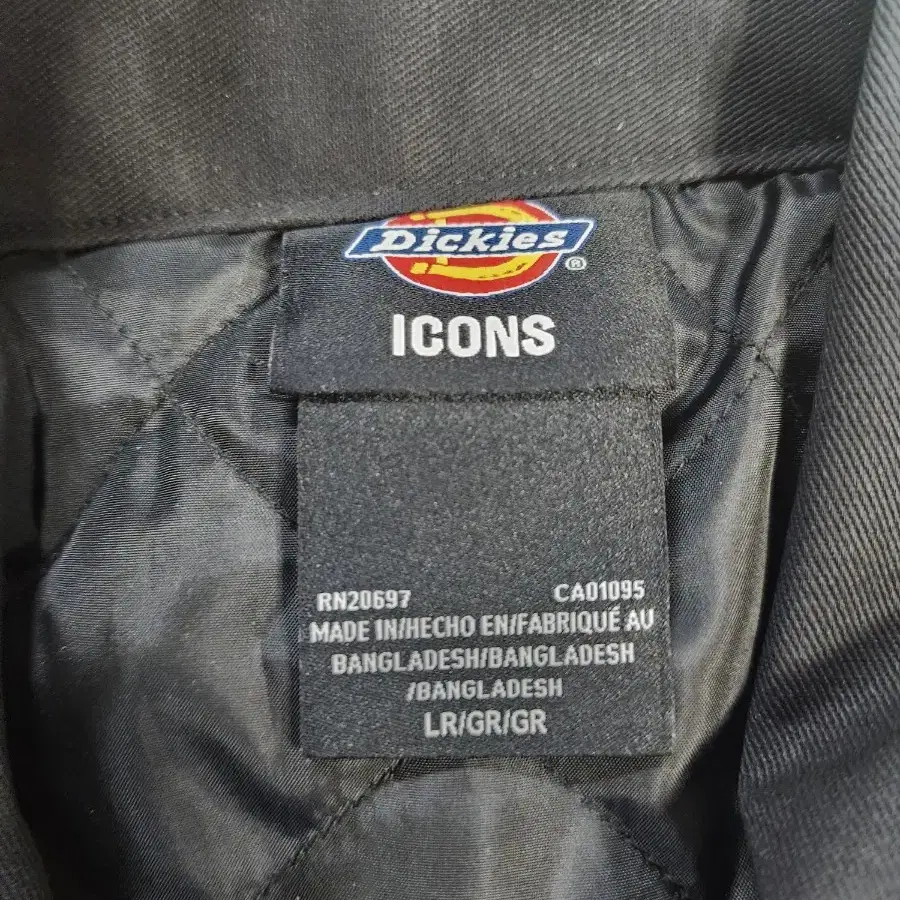 Dickies
®
ICONS
RN20697 CA01095
MADE IN/HECHO EN/FABRIQUÉ AU
BANGLADESH/BANGLADESH
/BANGLADESH
LR/GR/GR